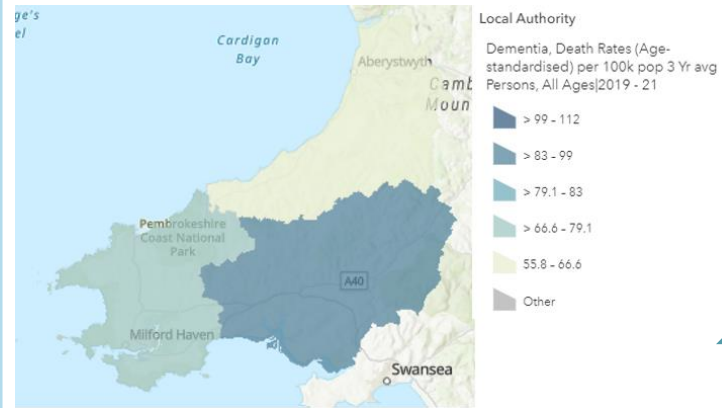 ge's
el
Cardigan
Bay
Aberystwyth
Camb
Moun
Pembrokeshire
Coast National
Park
A40
Milford Haven
Swansea
Local Authority
Dementia, Death Rates (Age-
standardised) per 100k pop 3 Yr avg
Persons, All Ages|2019 - 21
> 99 - 112
> 83 - 99
> 79.1 - 83
> 66.6 - 79.1
55.8 - 66.6
Other